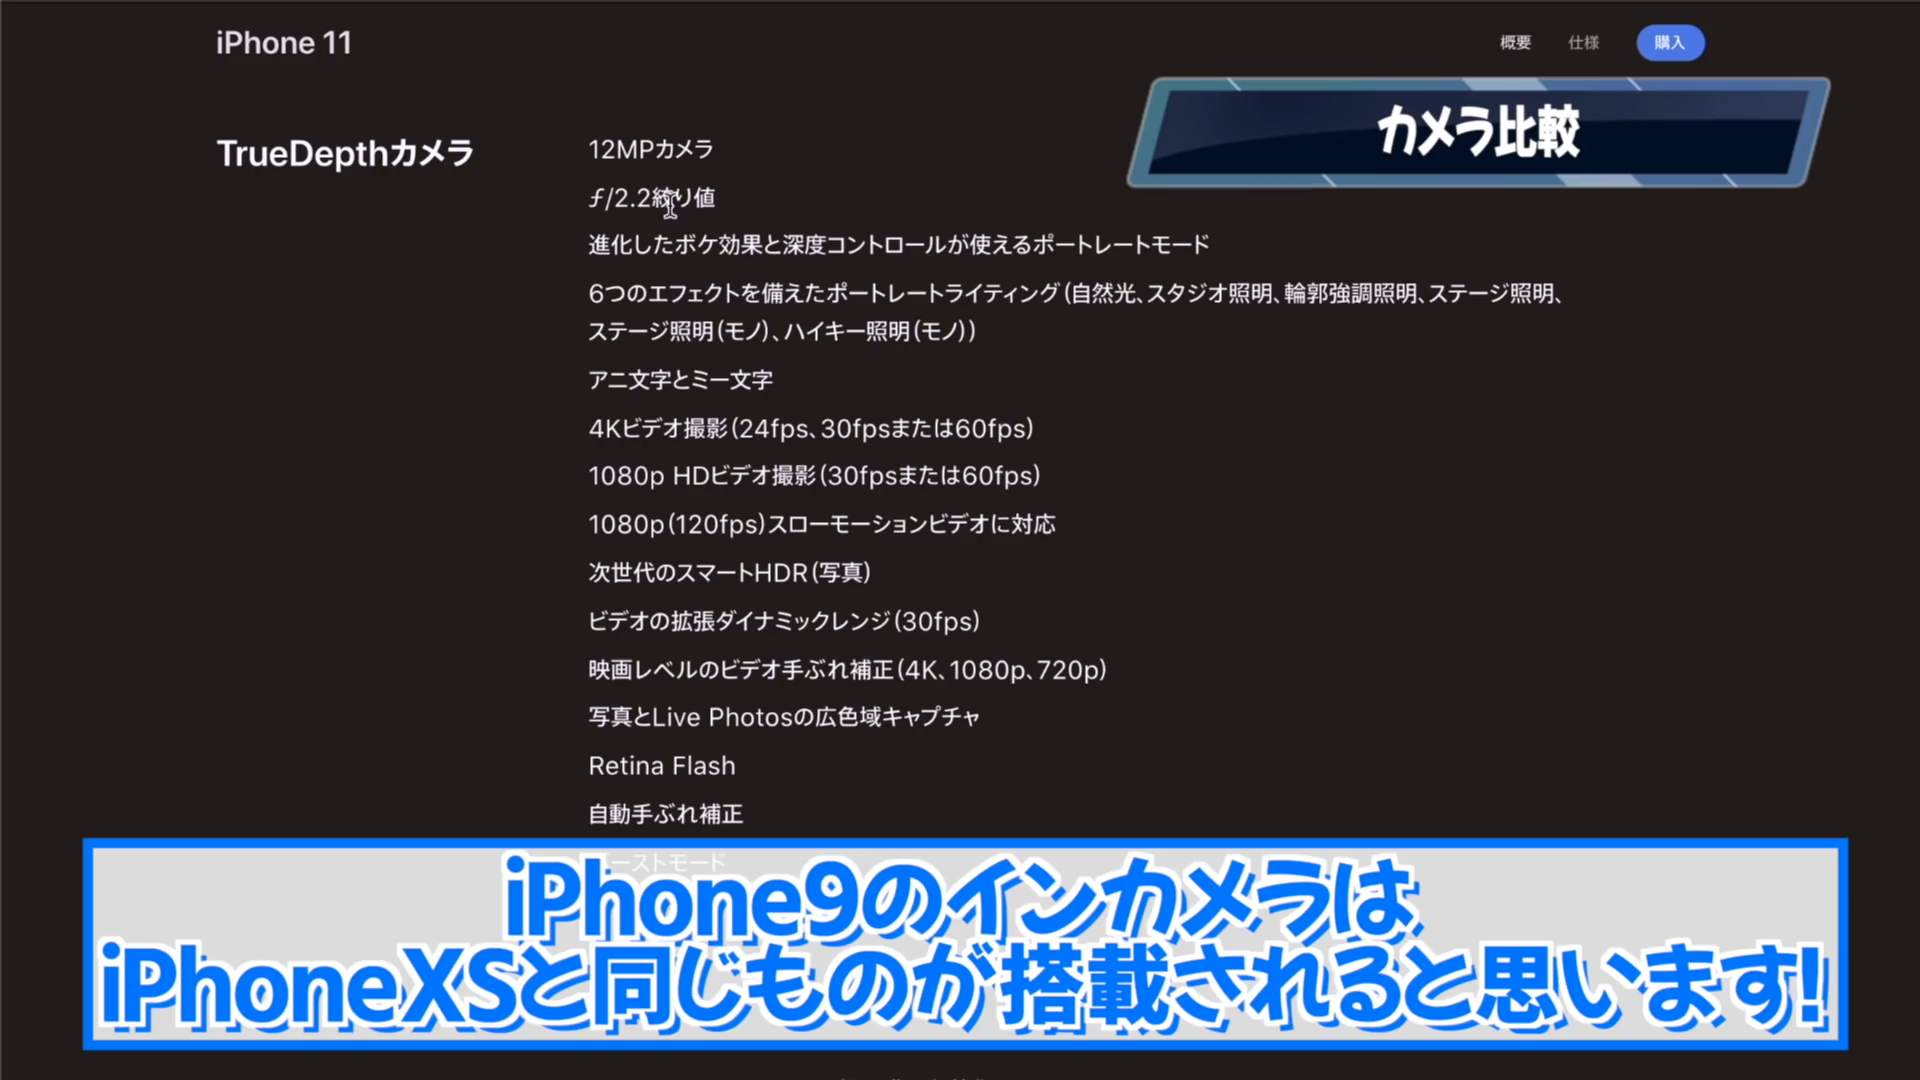 iPhone 11
概要
仕様
購入
カメラ比較
TrueDepthカメラ
12MPカメラ
ƒ/2.2絞り値
進化したボケ効果と深度コントロールが使えるポートレートモード
6つのエフェクトを備えたポートレートライティング(自然光、スタジオ照明、輪郭強調照明、ステージ照明、
ステージ照明(モノ)、ハイキー照明(モノ))
アニ文字とミー文字
4Kビデオ撮影(24fps、30fpsまたは60fps)
1080p HDビデオ撮影(30fpsまたは60fps)
1080p(120fps)スローモーションビデオに対応
次世代のスマートHDR(写真)
ビデオの拡張ダイナミックレンジ(30fps)
映画レベルのビデオ手ぶれ補正(4K、1080p、720p)
写真とLive Photosの広色域キャプチャ
Retina Flash
自動手ぶれ補正
iPhone9のインカメラは
iPhoneXSと同じものが搭載されると思います!